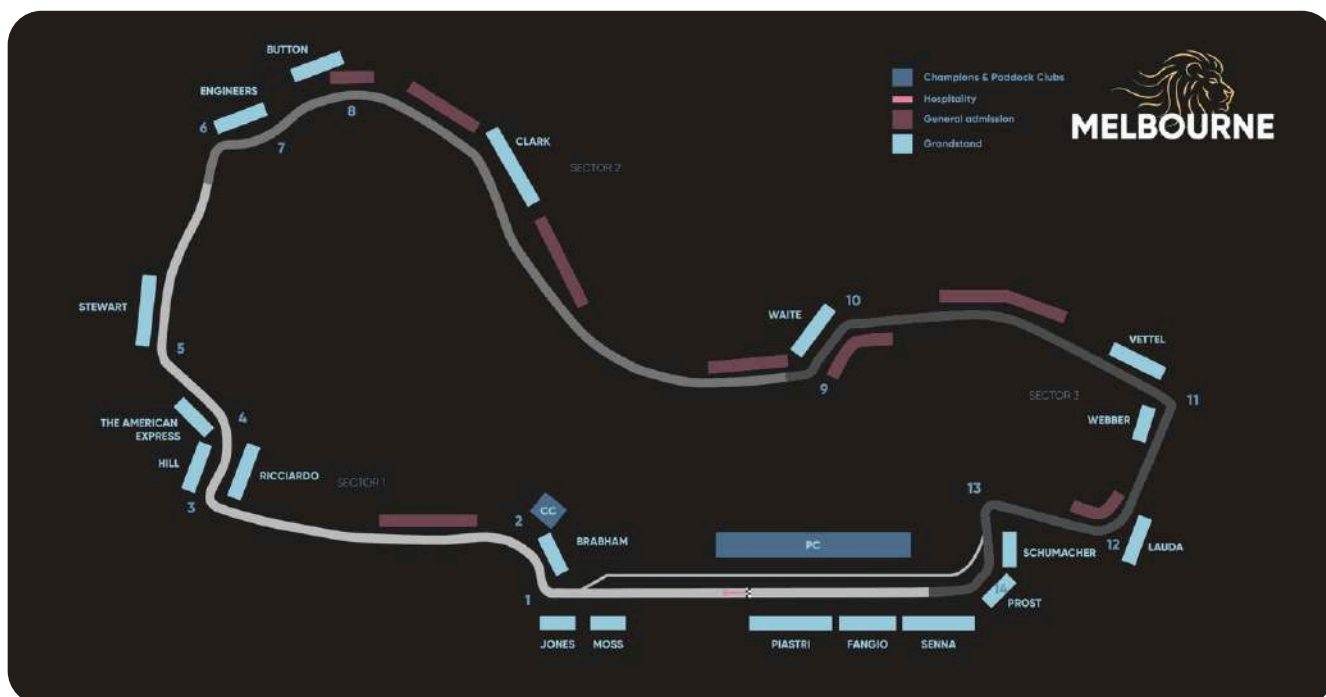 BUTTON
ENGINEERS
6
7
8
CLARK
SECTOR 2
Champions & Paddock Clubs
Hospitality
General admission
Grandstand
MELBOURNE
STEWART
5
WAITE
10
9
VETTEL
SECTOR 3
11
WEBBER
THE AMERICAN
EXPRESS
4
HILL
RICCIARDO
SECTOR 1
3
2
CC
BRABHAM
PC
13
SCHUMACHER
12
LAUDA
14
PROST
1
JONES
MOSS
PIASTRI
FANGIO
SENNA